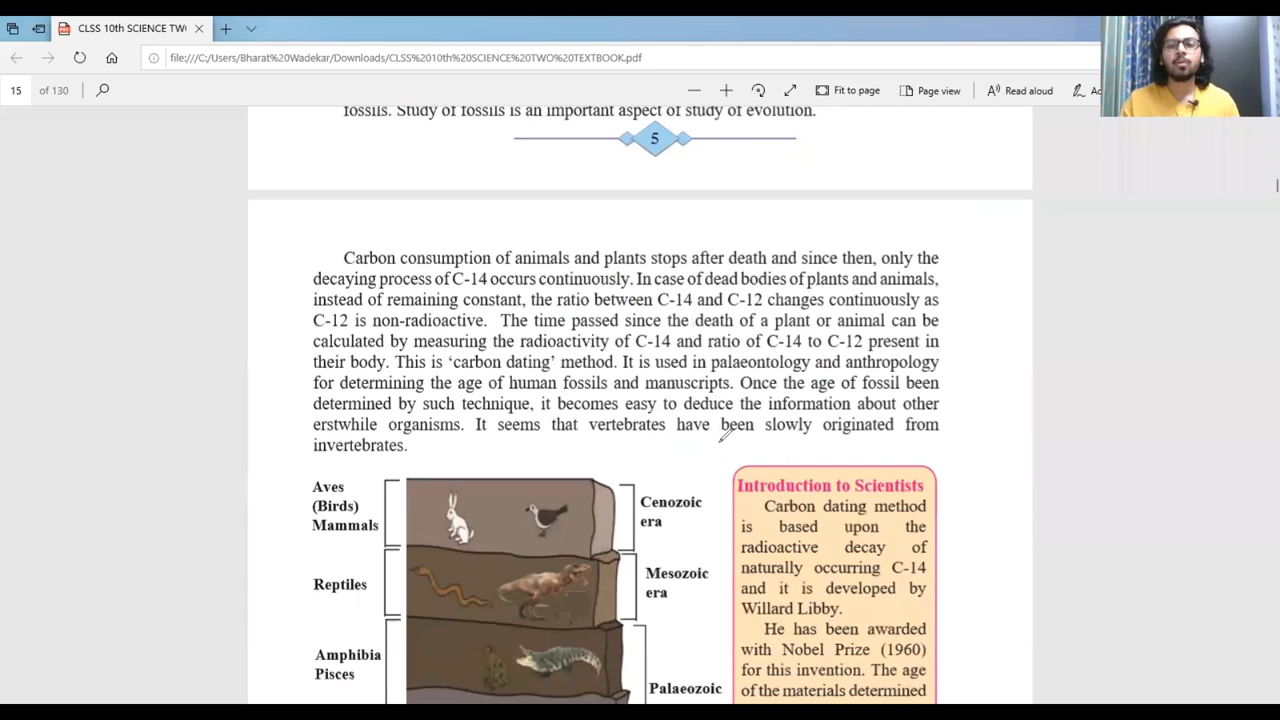 CLSS 10th SCIENCE TWO
file:///C:/Users/Bharat%20Wadekar/Downloads/CLSS%2010th%20SCIENCE%20TWO%20TEXTBOOK.pdf
15 of 130
Fit to page
Page view
Read aloud
fossils. Study of fossils is an important aspect of study of evolution.
5
Carbon consumption of animals and plants stops after death and since then, only the
decaying process of C-14 occurs continuously. In case of dead bodies of plants and animals,
instead of remaining constant, the ratio between C-14 and C-12 changes continuously as
C-12 is non-radioactive. The time passed since the death of a plant or animal can be
calculated by measuring the radioactivity of C-14 and ratio of C-14 to C-12 present in
their body. This is ‘carbon dating’ method. It is used in palaeontology and anthropology
for determining the age of human fossils and manuscripts. Once the age of fossil been
determined by such technique, it becomes easy to deduce the information about other
erstwhile organisms. It seems that vertebrates have been slowly originated from
invertebrates.
Aves
(Birds)
Mammals
Cenozoic
era
Reptiles
Mesozoic
era
Amphibia
Pisces
Palaeozoic
Introduction to Scientists
Carbon dating method
is based upon the
radioactive decay of
naturally occurring C-14
and it is developed by
Willard Libby.
He has been awarded
with Nobel Prize (1960)
for this invention. The age
of the materials determined